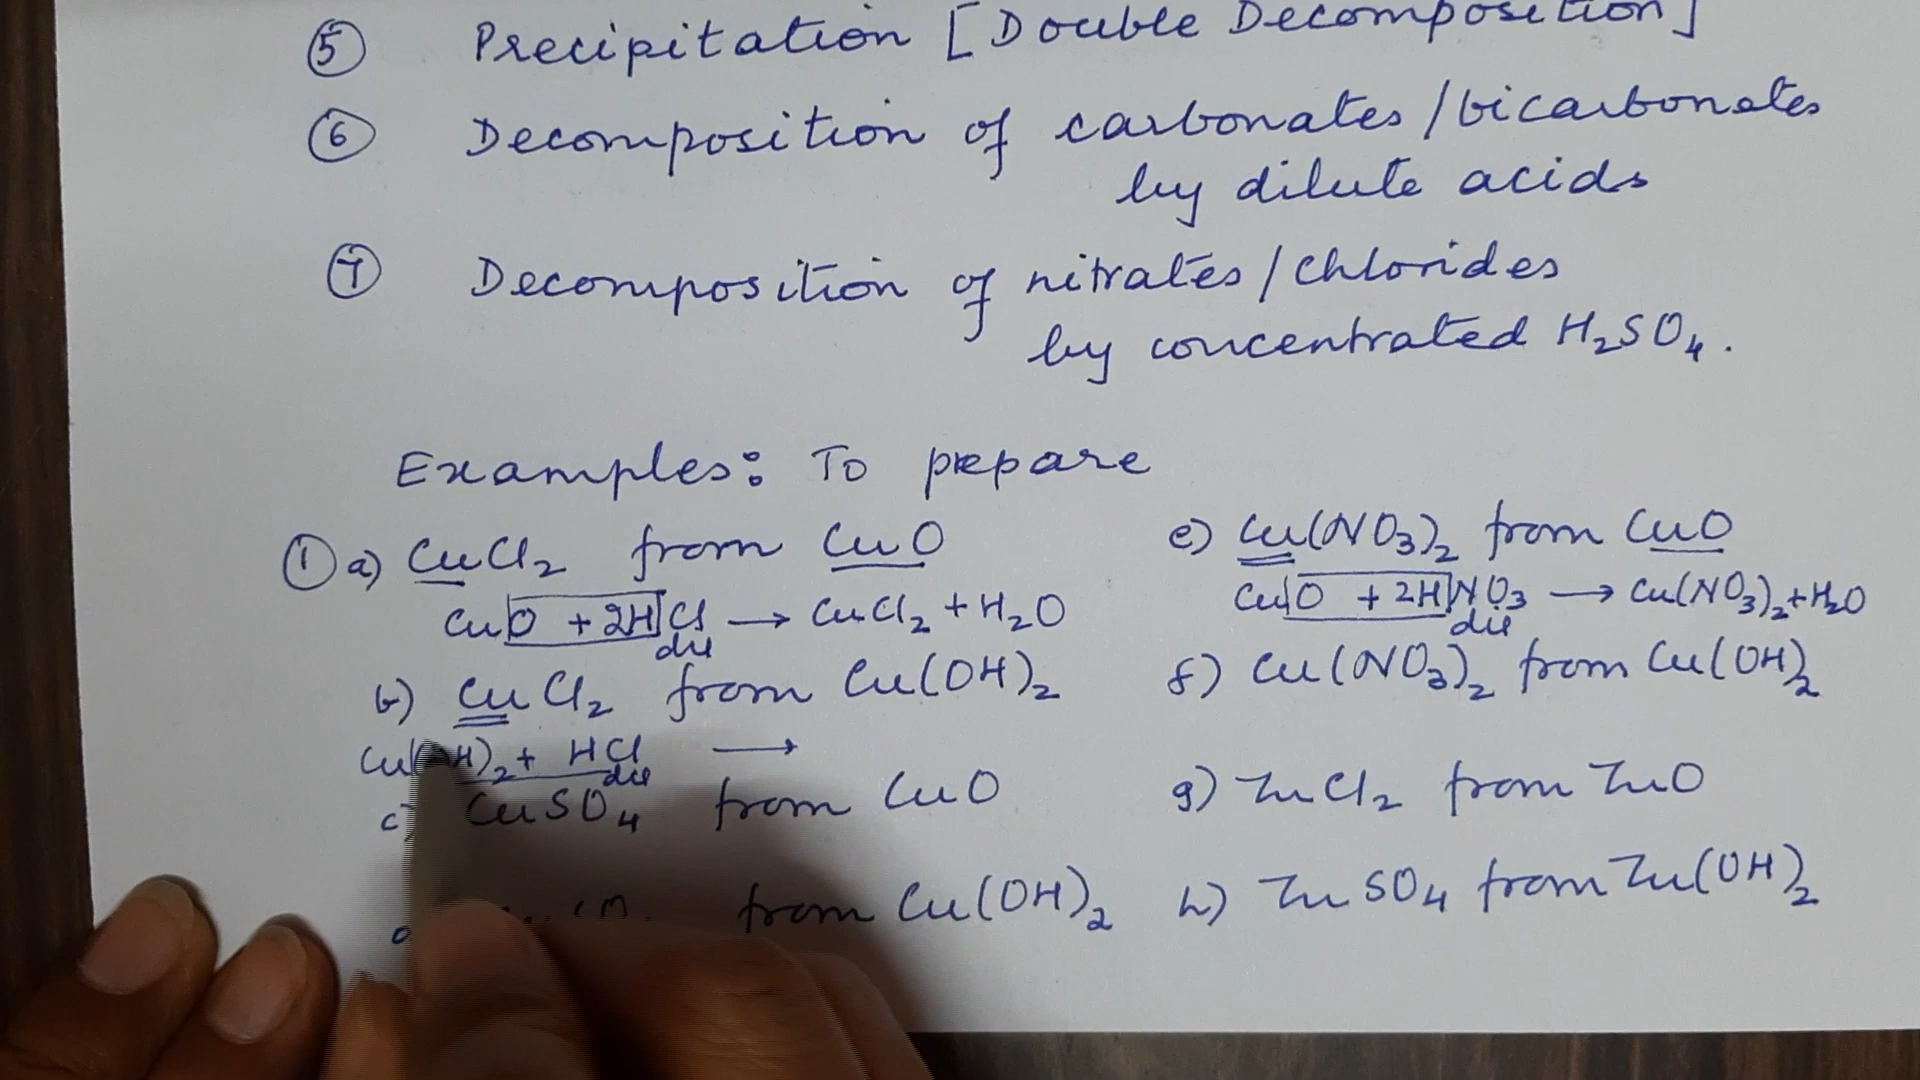 ⑤ Precipitation [Double Decomposition]
⑥ Decomposition of carbonates/bicarbonates
by dilute acids
⑦ Decomposition of nitrates/chlorides
by concentrated H₂SO₄.
Examples: To prepare
① a) CuCl₂ from CuO
CuO + 2HCl dil → CuCl₂ + H₂O
b) CuCl₂ from Cu(OH)₂
Cu(OH)₂ + HCl dil →
c) CuSO₄ from CuO
from Cu(OH)₂
e) Cu(NO₃)₂ from CuO
CuO + 2HNO₃ dil → Cu(NO₃)₂ + H₂O
f) Cu(NO₃)₂ from Cu(OH)₂
g) ZnCl₂ from ZnO
h) ZnSO₄ from Zn(OH)₂